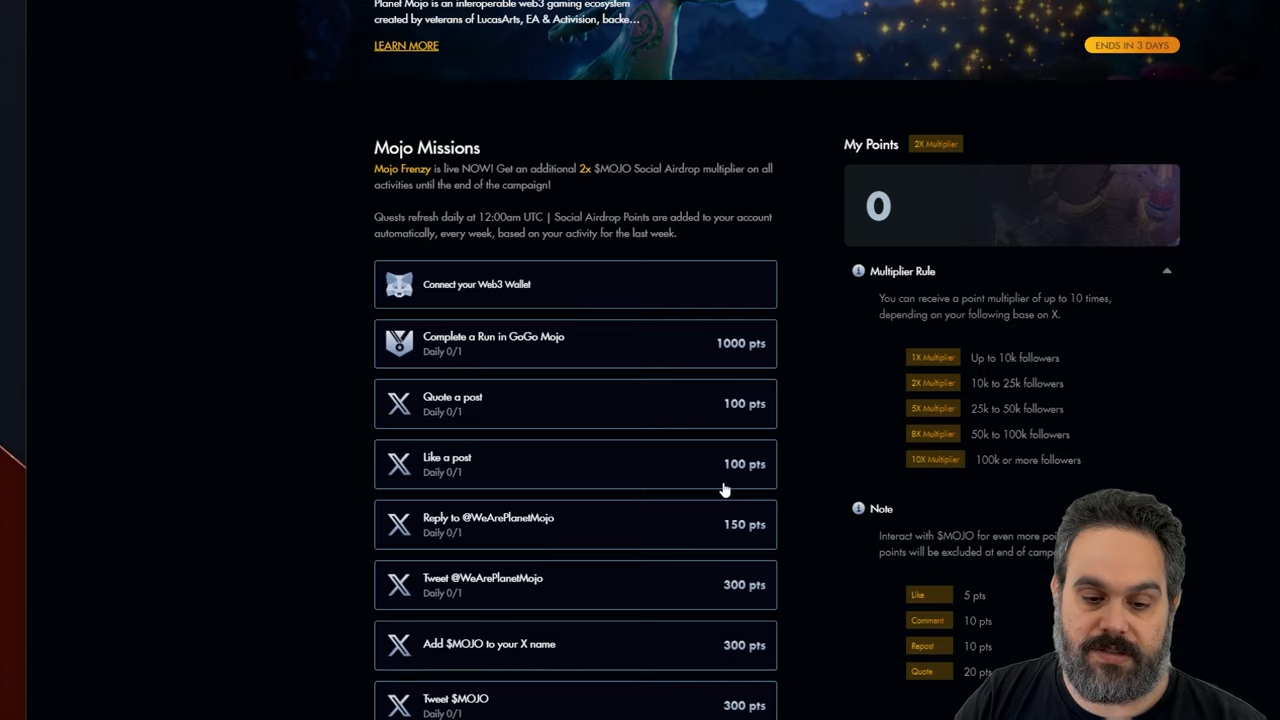 Planet Mojo is an interoperable web3 gaming ecosystem
created by veterans of LucasArts, EA & Activision, backe...
LEARN MORE
ENDS IN 3 DAYS
Mojo Missions
Mojo Frenzy is live NOW! Get an additional 2x $MOJO Social Airdrop multiplier on all
activities until the end of the campaign!
Quests refresh daily at 12:00am UTC | Social Airdrop Points are added to your account
automatically, every week, based on your activity for the last week.
Connect your Web3 Wallet
Complete a Run in GoGo Mojo
Daily 0/1
1000 pts
Quote a post
Daily 0/1
100 pts
Like a post
Daily 0/1
100 pts
Reply to @WeArePlanetMojo
Daily 0/1
150 pts
Tweet @WeArePlanetMojo
Daily 0/1
300 pts
Add $MOJO to your X name
300 pts
Tweet $MOJO
Daily 0/1
300 pts
My Points
2X Multiplier
0
Multiplier Rule
You can receive a point multiplier of up to 10 times,
depending on your following base on X.
1X Multiplier Up to 10k followers
2X Multiplier 10k to 25k followers
5X Multiplier 25k to 50k followers
8X Multiplier 50k to 100k followers
10X Multiplier 100k or more followers
Note
Interact with $MOJO for even more
points will be excluded at end of
Like 5 pts
Comment 10 pts
Repost 10 pts
Quote 20 pts